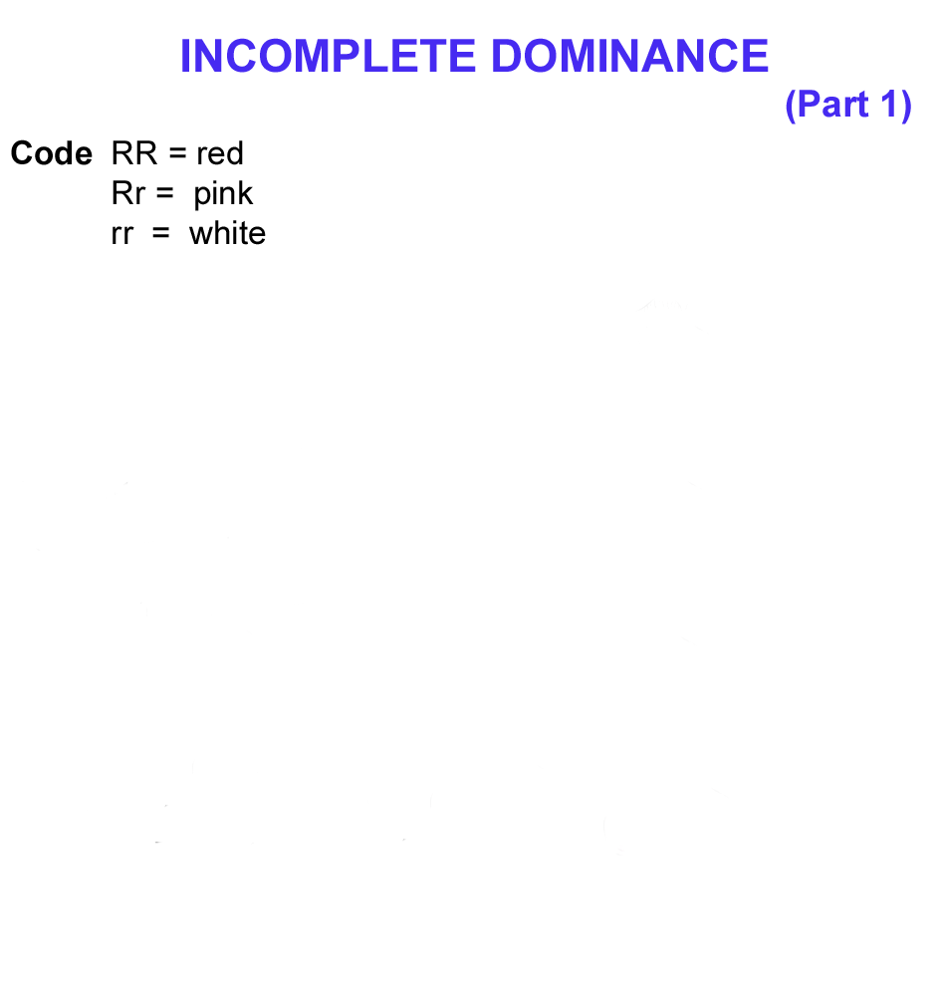 INCOMPLETE DOMINANCE
(Part 1)
Code RR = red
Rr = pink
rr = white